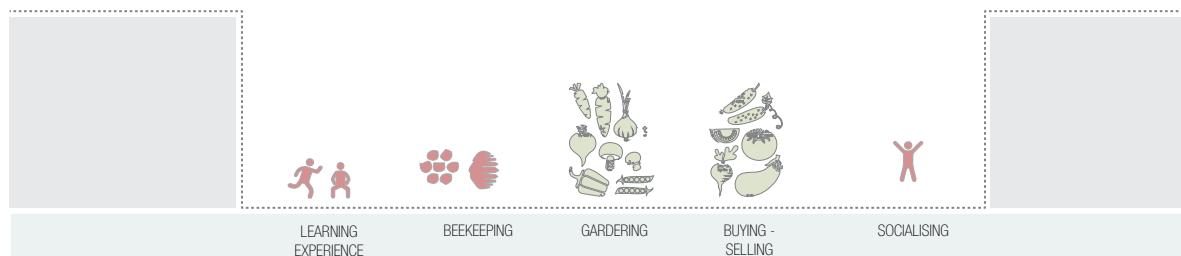 LEARNING
EXPERIENCE
BEEKEEPING
GARDERING
BUYING -
SELLING
SOCIALISING